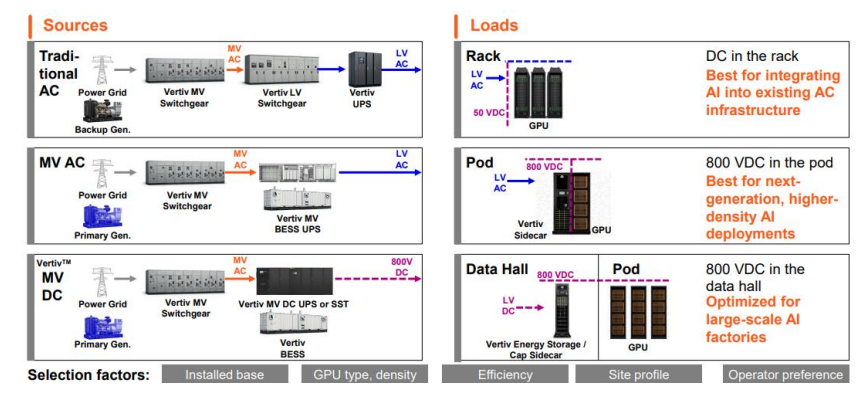 Sources
Loads
Tradi-
tional
AC
Power Grid
Backup Gen.
Vertiv MV
Switchgear
MV
AC
Vertiv LV
Switchgear
Vertiv
UPS
LV
AC
Rack
LV
AC
50 VDC
GPU
DC in the rack
Best for integrating
AI into existing AC
infrastructure
MV AC
Power Grid
Primary Gen.
Vertiv MV
Switchgear
MV
AC
Vertiv MV
BESS UPS
LV
AC
Pod
800 VDC
LV
AC
Vertiv
Sidecar
GPU
800 VDC in the pod
Best for next-
generation, higher-
density AI
deployments
Vertiv™
MV
DC
Power Grid
Primary Gen.
Vertiv MV
Switchgear
MV
AC
Vertiv MV DC UPS or SST
Vertiv
BESS
800V
DC
Data Hall
800 VDC
LV
DC
Vertiv Energy Storage /
Cap Sidecar
Pod
GPU
800 VDC in the
data hall
Optimized for
large-scale AI
factories
Selection factors:
Installed base
GPU type, density
Efficiency
Site profile
Operator preference